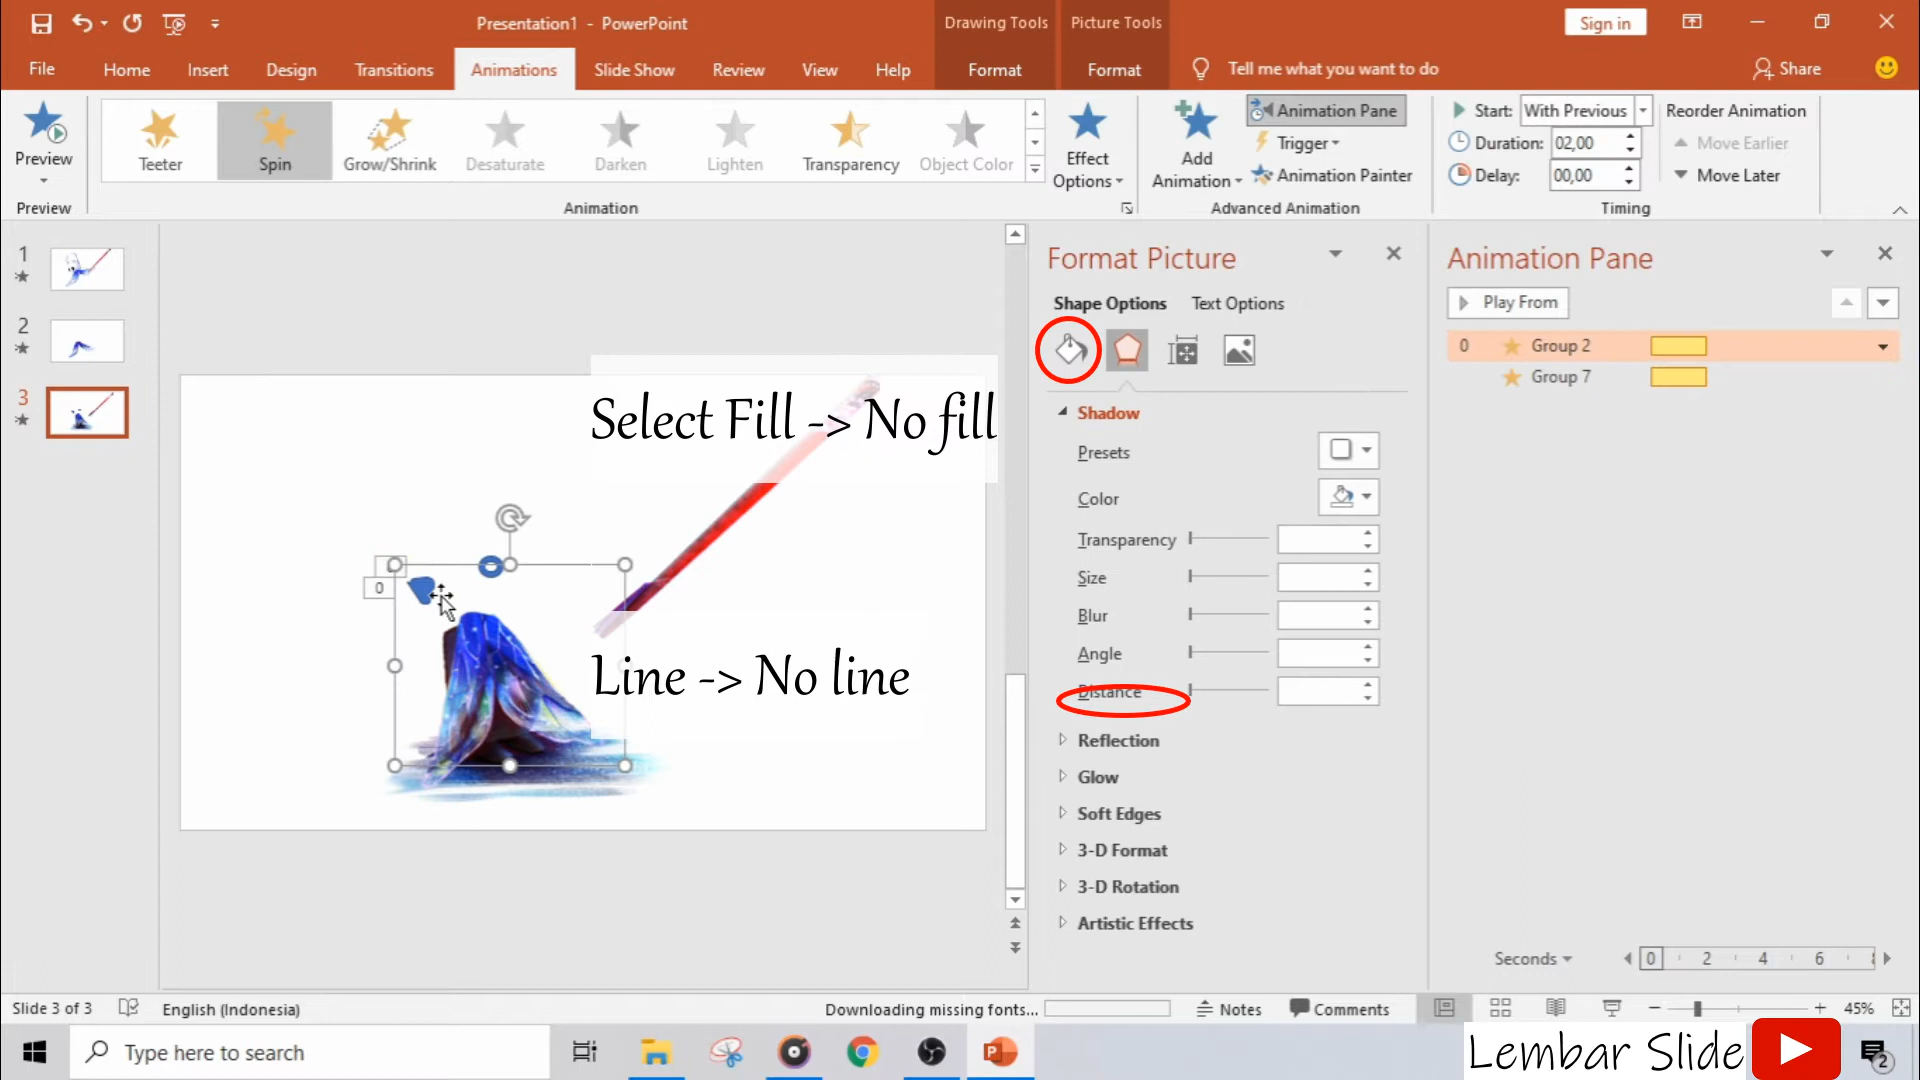 Presentation1 - PowerPoint
Drawing Tools
Picture Tools
Sign in
File
Home
Insert
Design
Transitions
Animations
Slide Show
Review
View
Help
Format
Format
Tell me what you want to do
Share
Preview
Teeter
Spin
Grow/Shrink
Desaturate
Darken
Lighten
Transparency
Object Color
Effect
Options
Add
Animation
Animation Pane
Trigger
Animation Painter
Start:
With Previous
Duration:
02,00
Delay:
00,00
Reorder Animation
Move Earlier
Move Later
Preview
Animation
Advanced Animation
Timing
1
2
3
Select Fill -> No fill
0
Line -> No line
Format Picture
Shape Options
Text Options
Shadow
Presets
Color
Transparency
Size
Blur
Angle
Distance
Reflection
Glow
Soft Edges
3-D Format
3-D Rotation
Artistic Effects
Animation Pane
Play From
0 Group 2
Group 7
Seconds
0 2 4 6
Slide 3 of 3
English (Indonesia)
Downloading missing fonts...
Notes
Comments
45%
Type here to search
Lembar Slide
2